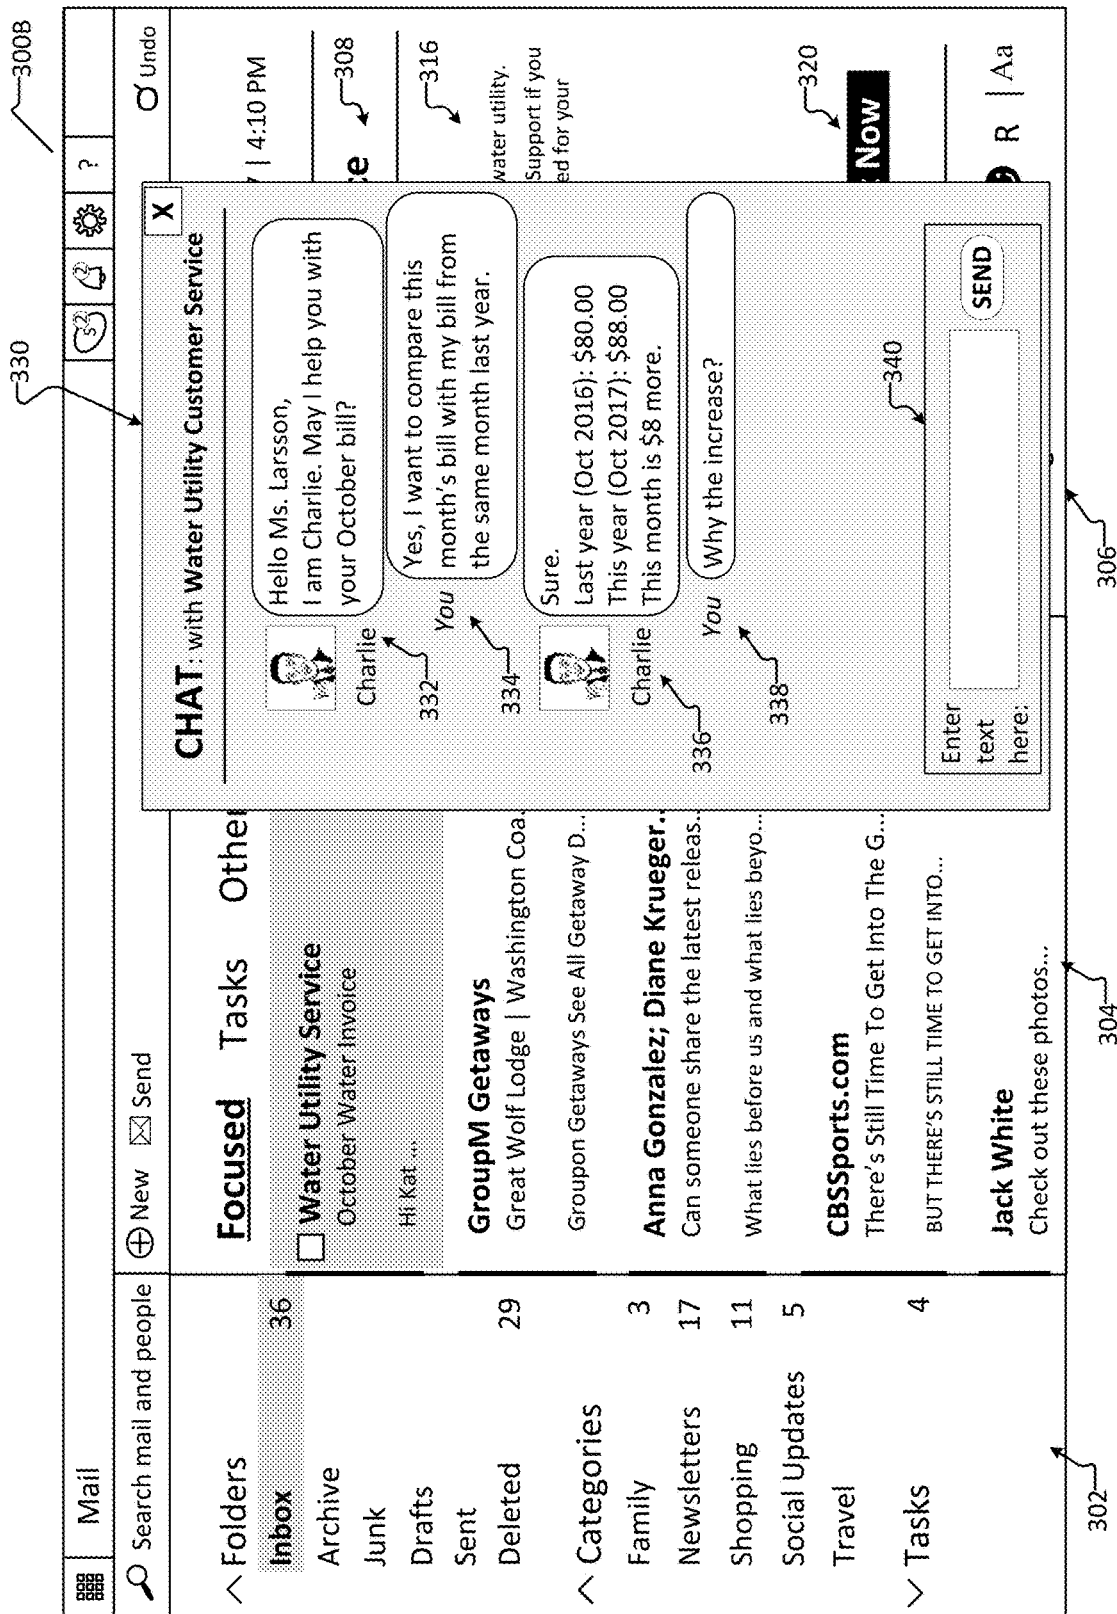 300B
Mail
S 2
2
?
Search mail and people
New
Send
Undo
Folders
Inbox 36
Archive
Junk
Drafts
Sent
Deleted 29
Categories
Family 3
Newsletters 17
Shopping 11
Social Updates 5
Travel
Tasks 4
302
Focused Tasks Other
Water Utility Service
October Water Invoice
Hi Kat ...
GroupM Getaways
Great Wolf Lodge | Washington Coa.
Groupon Getaways See All Getaway D...
Anna Gonzalez; Diane Krueger..
Can someone share the latest releas..
What lies before us and what lies beyo...
CBSSports.com
There's Still Time To Get Into The G...
BUT THERE'S STILL TIME TO GET INTO...
Jack White
Check out these photos...
304
330
CHAT: with Water Utility Customer Service
X
Hello Ms. Larsson,
I am Charlie. May I help you with
your October bill?
Charlie
332
Yes, I want to compare this
month's bill with my bill from
the same month last year.
You
334
Sure.
Last year (Oct 2016): $80.00
This year (Oct 2017): $88.00
This month is $8 more.
Charlie
336
You
Why the increase?
338
340
Enter
text
here:
SEND
306
| 4:10 PM
308
ce
316
water utility.
Support if you
ed for your
320
Now
R | Aa